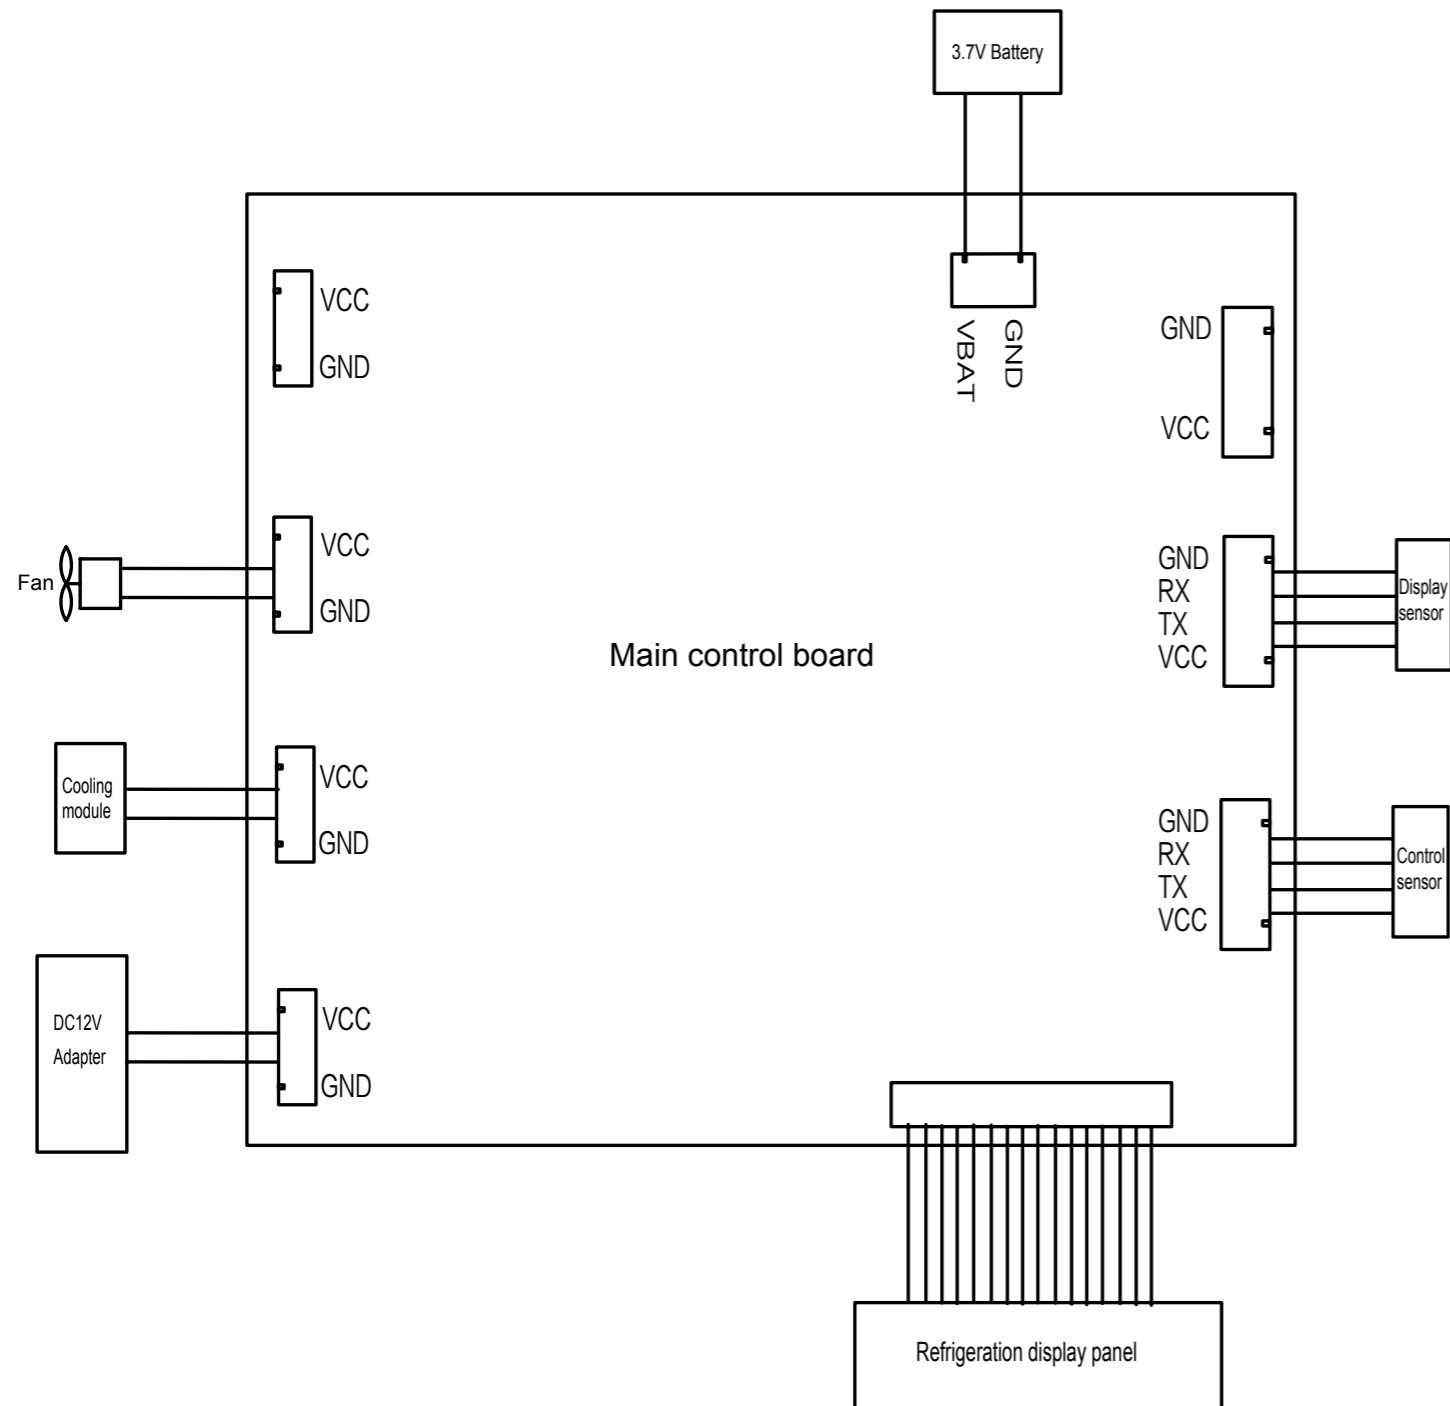 3.7V Battery
VBAT
GND
VCC
GND
GND
VCC
Fan
VCC
GND
GND
RX
TX
VCC
Display
sensor
Main control board
Cooling
module
VCC
GND
GND
RX
TX
VCC
Control
sensor
DC12V
Adapter
VCC
GND
Refrigeration display panel